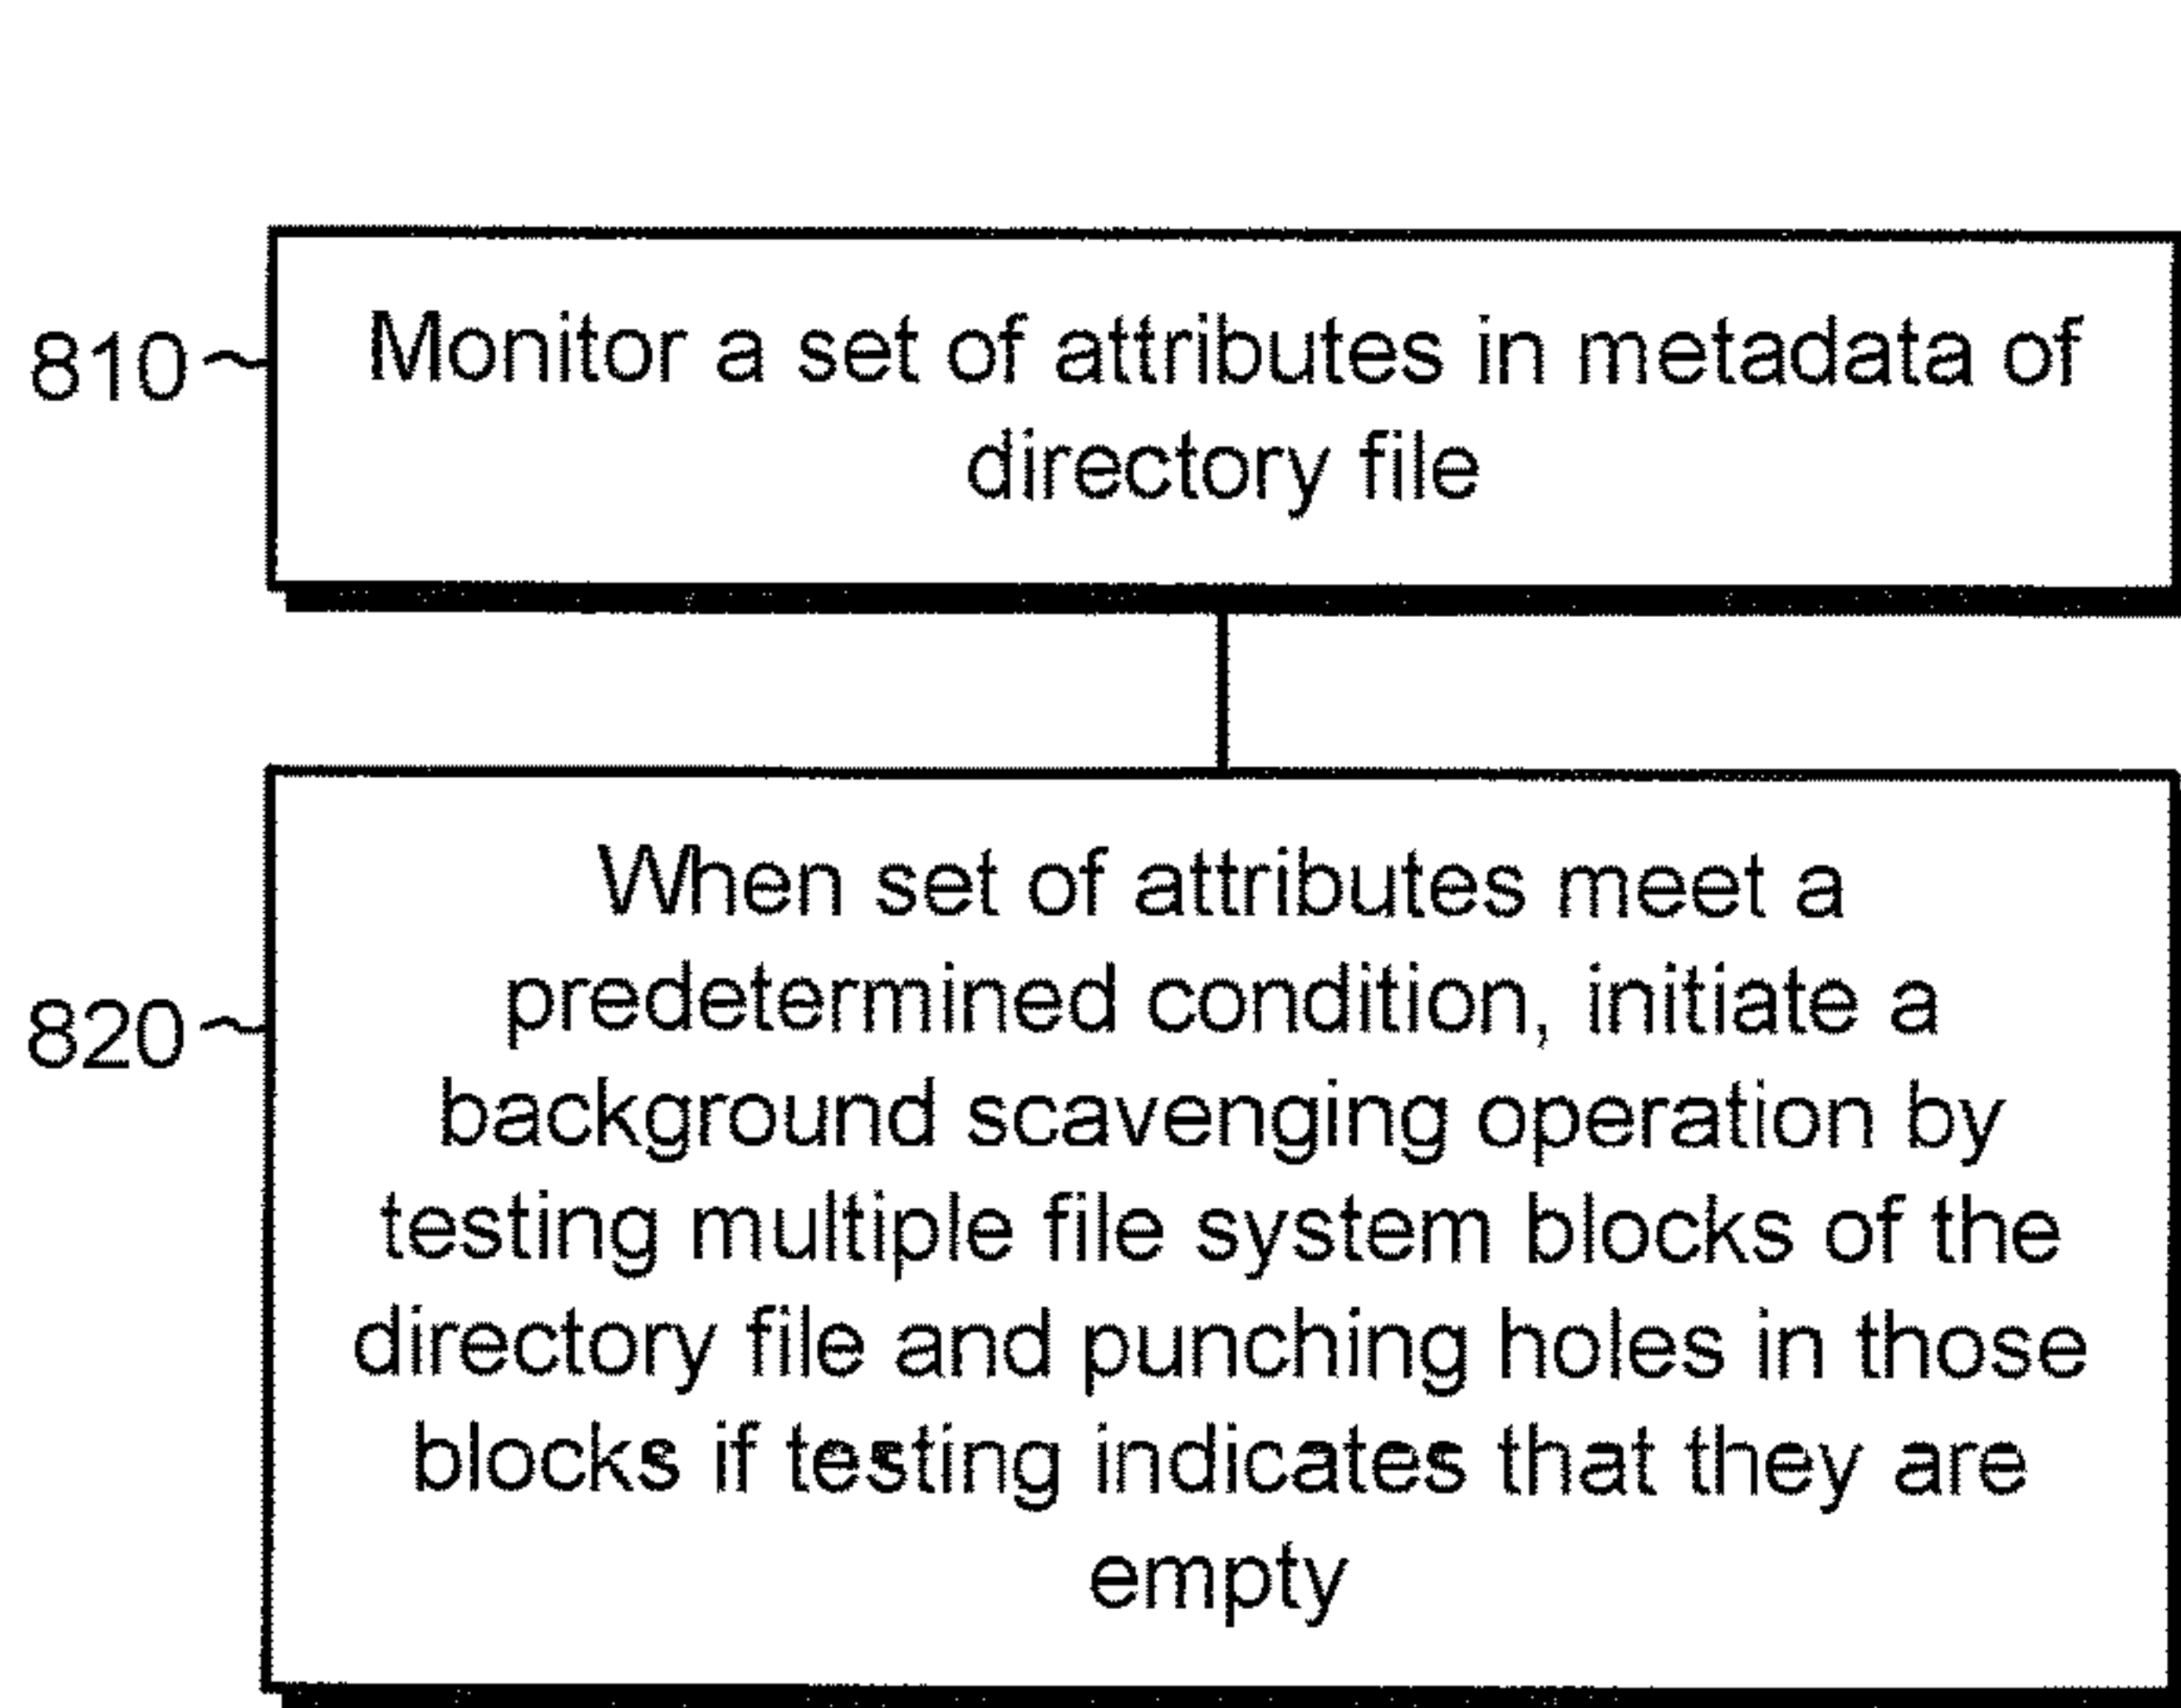 810
Monitor a set of attributes in metadata of
directory file
820
When set of attributes meet a
predetermined condition, initiate a
background scavenging operation by
testing multiple file system blocks of the
directory file and punching holes in those
blocks if testing indicates that they are
empty